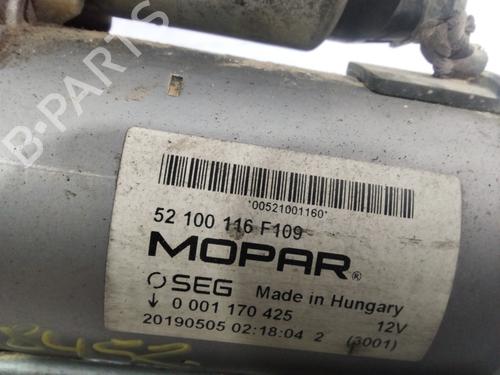 B-PARTS
*00521001160*
52 100 116 F109
MOPAR®
SEG Made in Hungary
0 001 170 425 12V
20190505 02:18:04 2 (3001)